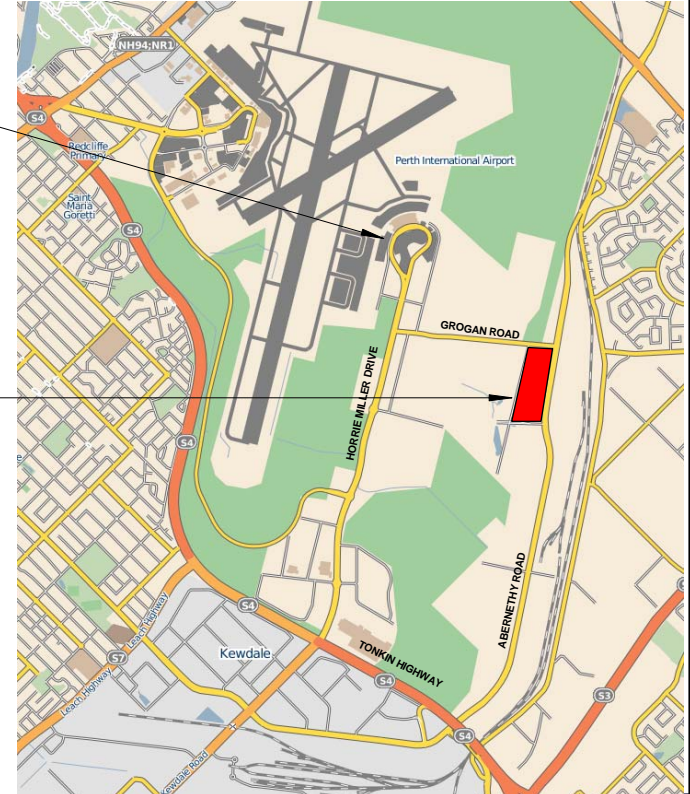 NH94;NR1
S4
Redcliffe
Primary
Perth International Airport
Saint
Maria
Goretti
S4
GROGAN ROAD
HORRIE MILLER DRIVE
S4
ABERNETHY ROAD
S4
Leach Highway
S7
Kewdale
TONKIN HIGHWAY
S4
S3
Leach Highway
S4
Kewdale Road